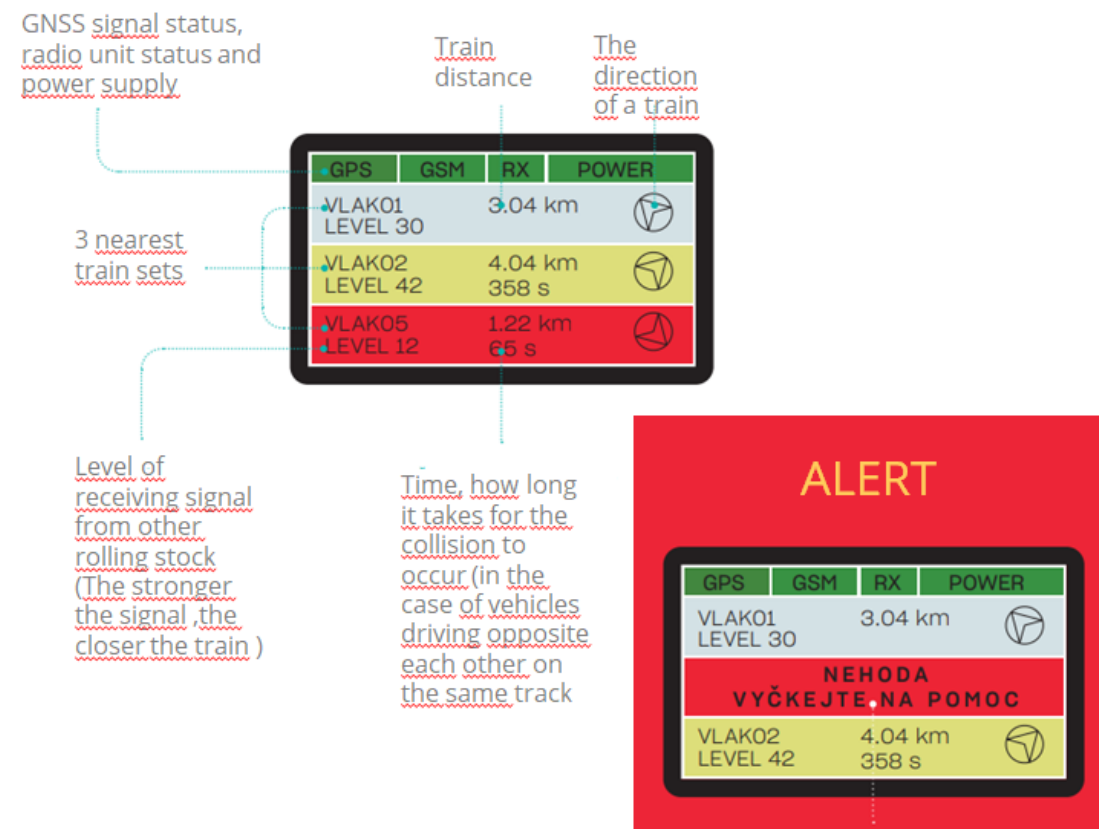 GNSS signal status,
radio unit status and
power supply
Train
distance
The
direction
of a train
GPS GSM RX POWER
VLAK01 3.04 km
LEVEL 30
VLAK02 4.04 km
LEVEL 42 358 s
VLAK05 1.22 km
LEVEL 12 65 s
3 nearest
train sets
Level of
receiving signal
from other
rolling stock
(The stronger
the signal ,the
closer the train )
Time, how long
it takes for the
collision to
occur (in the
case of vehicles
driving opposite
each other on
the same track
ALERT
GPS GSM RX POWER
VLAK01 3.04 km
LEVEL 30
NEHODA
VYČKEJTE NA POMOC
VLAK02 4.04 km
LEVEL 42 358 s